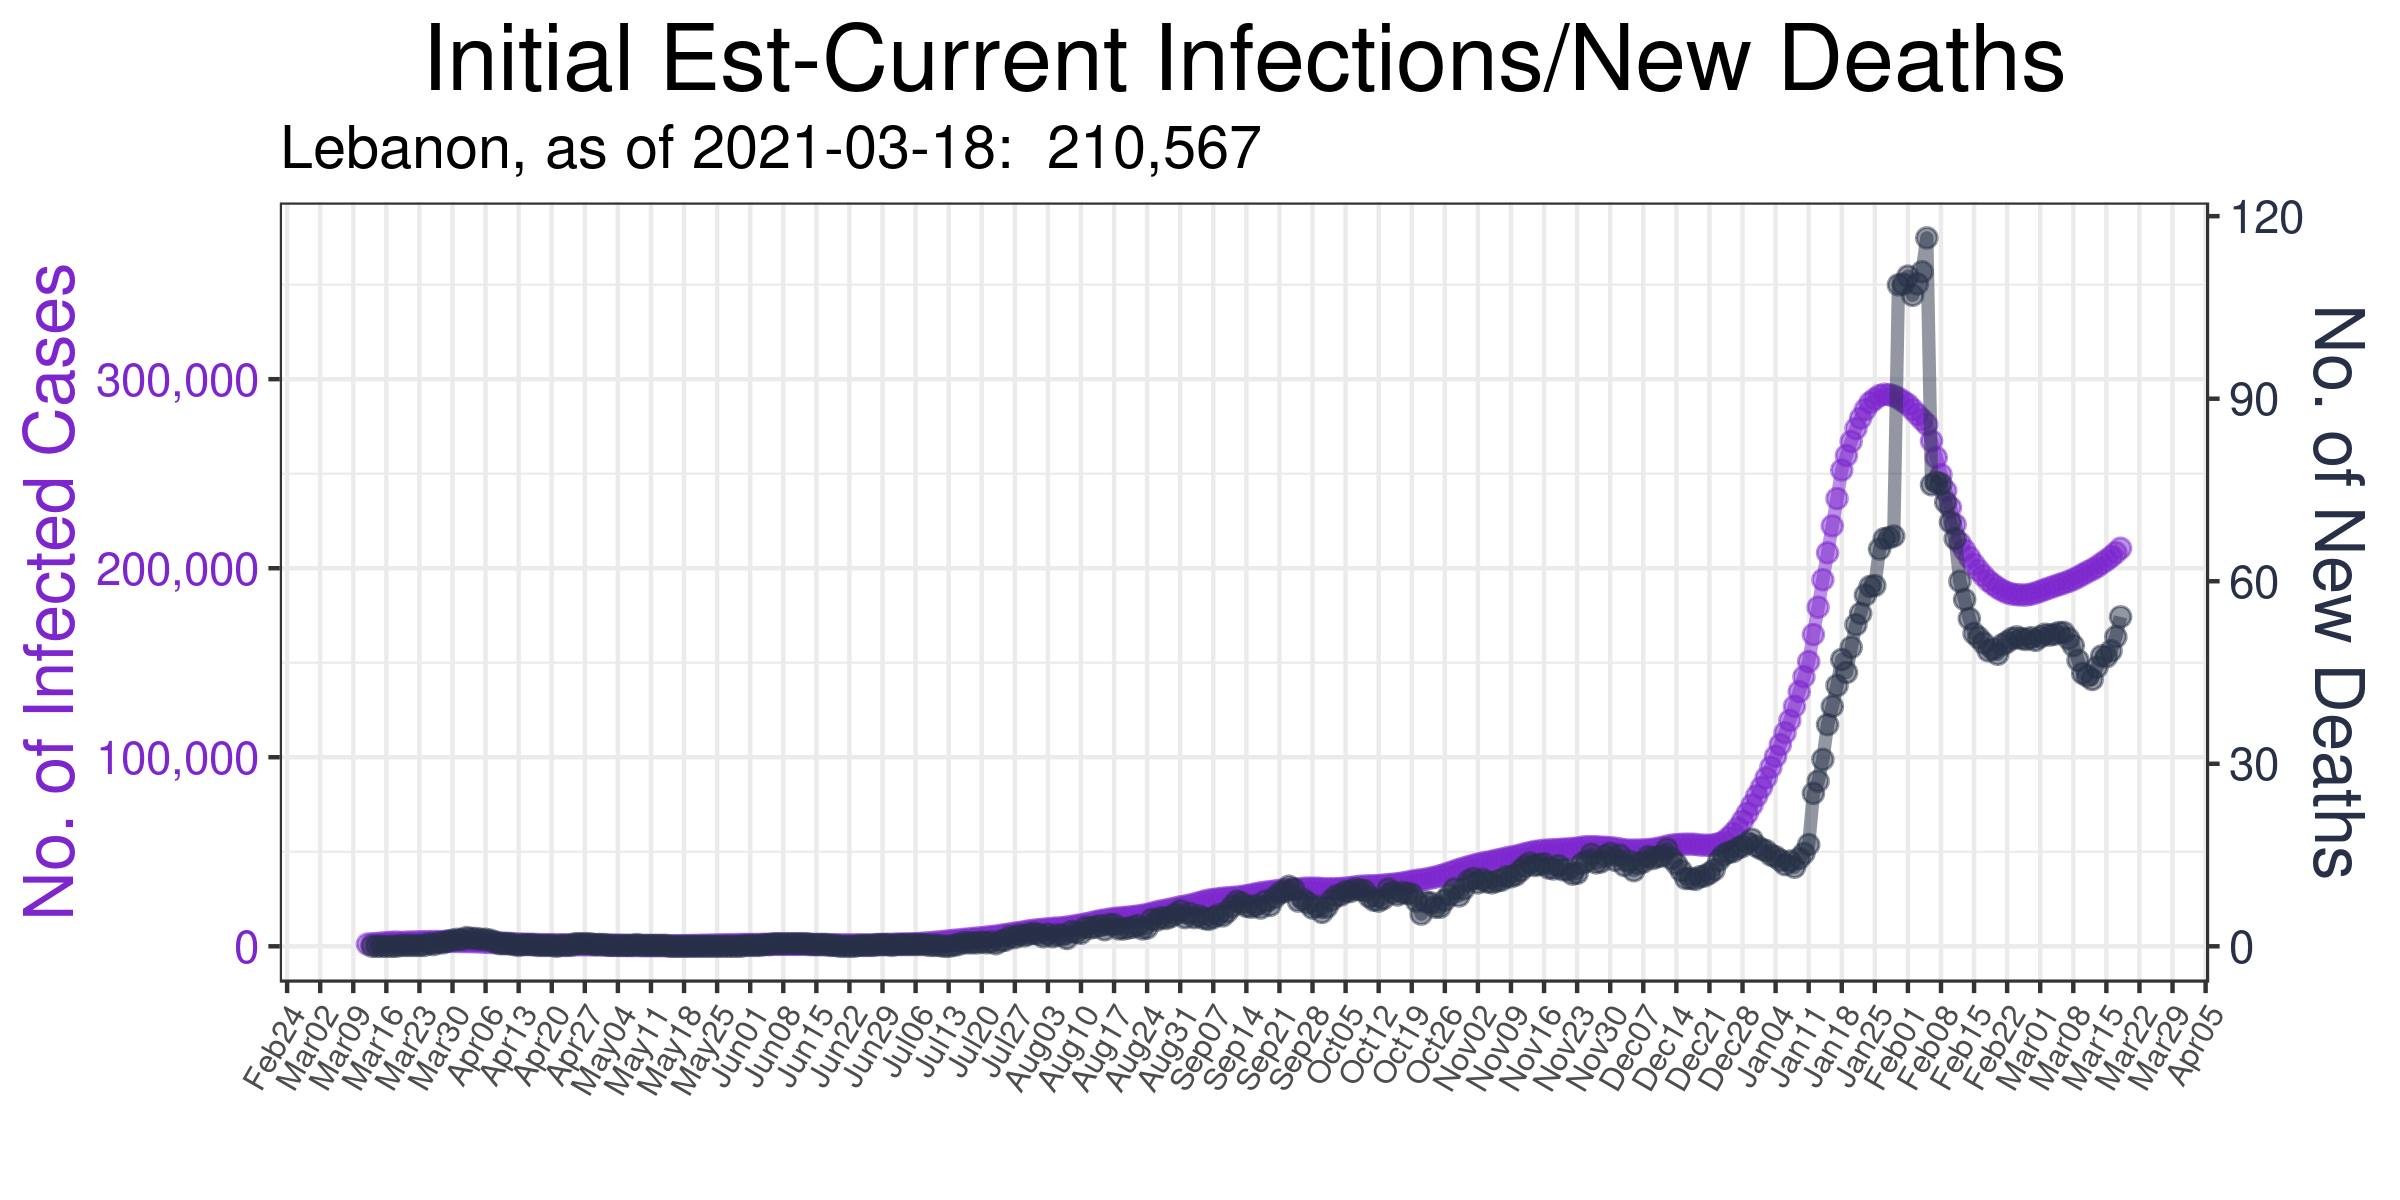 Initial Est-Current Infections/New Deaths
Lebanon, as of 2021-03-18:  210,567
No. of Infected Cases
300,000
200,000
100,000
0
120
90
60
30
0
No. of New Deaths
Feb24
Mar02
Mar09
Mar16
Mar23
Mar30
Apr06
Apr13
Apr20
Apr27
May04
May11
May18
May25
Jun01
Jun08
Jun15
Jun22
Jun29
Jul06
Jul13
Jul20
Jul27
Aug03
Aug10
Aug17
Aug24
Aug31
Sep07
Sep14
Sep21
Sep28
Oct05
Oct12
Oct19
Oct26
Nov02
Nov09
Nov16
Nov23
Nov30
Dec07
Dec14
Dec21
Dec28
Dec04
Jan11
Jan18
Jan25
Feb01
Feb08
Feb15
Feb22
Mar01
Mar08
Mar15
Mar22
Mar29
Apr05